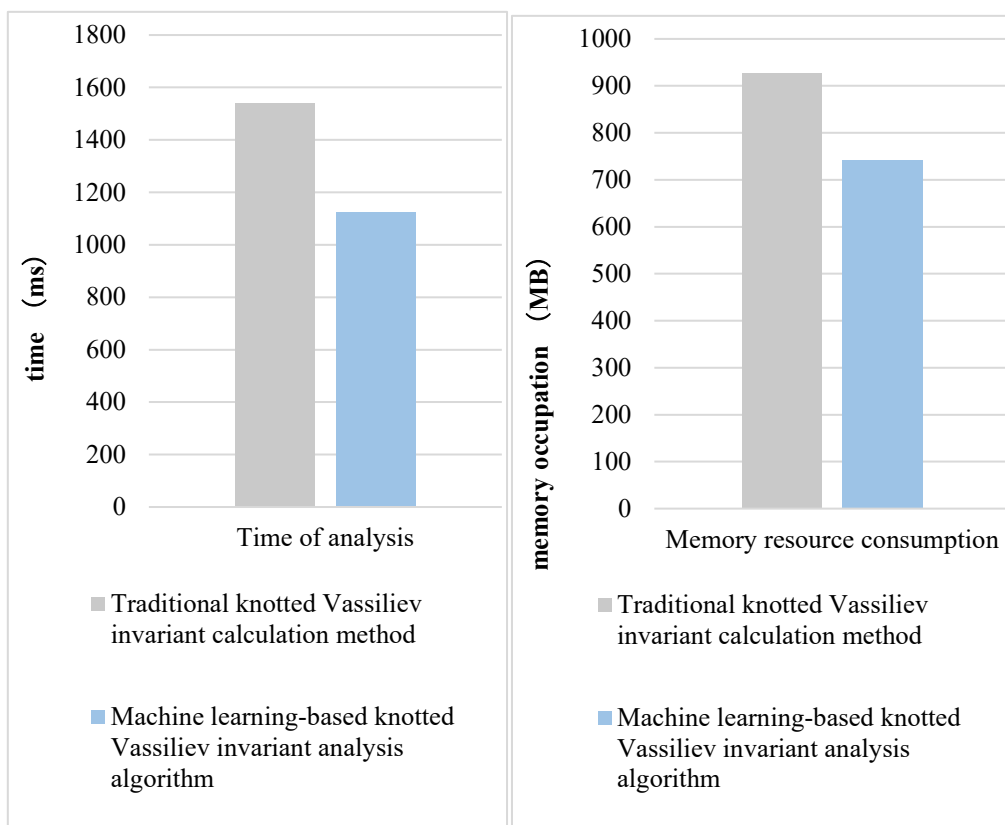 1800
1600
1400
1200
1000
800
600
400
200
0
time （ms）
Time of analysis
Traditional knotted Vassiliev
invariant calculation method
Machine learning-based knotted
Vassiliev invariant analysis
algorithm
1000
900
800
700
600
500
400
300
200
100
0
memory occupation （MB）
Memory resource consumption
Traditional knotted Vassiliev
invariant calculation method
Machine learning-based knotted
Vassiliev invariant analysis
algorithm